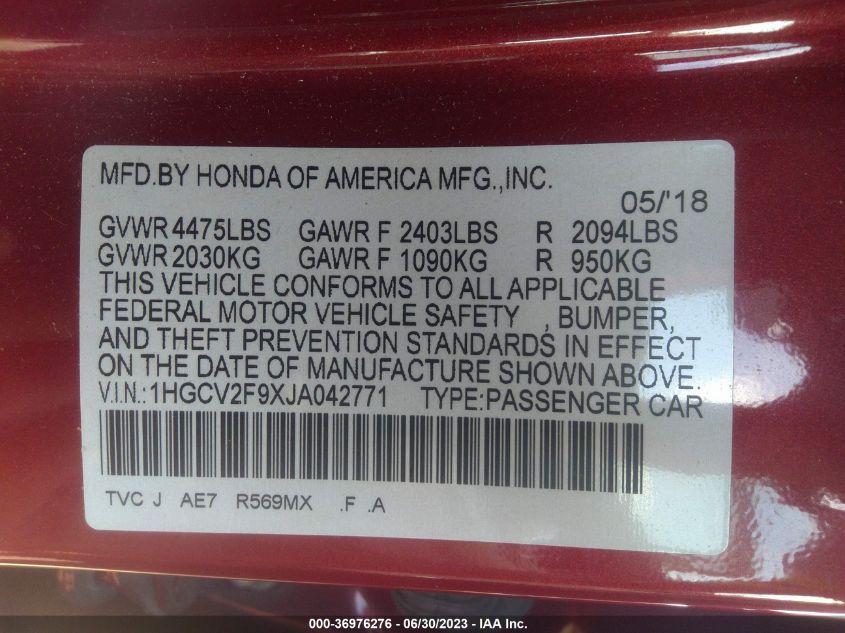 MFD.BY HONDA OF AMERICA MFG.,INC.
05/'18
GVWR 4475LBS GAWR F 2403LBS R 2094LBS
GVWR 2030KG GAWR F 1090KG R 950KG
THIS VEHICLE CONFORMS TO ALL APPLICABLE
FEDERAL MOTOR VEHICLE SAFETY , BUMPER,
AND THEFT PREVENTION STANDARDS IN EFFECT
ON THE DATE OF MANUFACTURE SHOWN ABOVE.
V.I.N.: 1HGCV2F9XJA042771 TYPE:PASSENGER CAR
TVC J AE7 R569MX .F .A
000-36976276 - 06/30/2023 - IAA Inc.